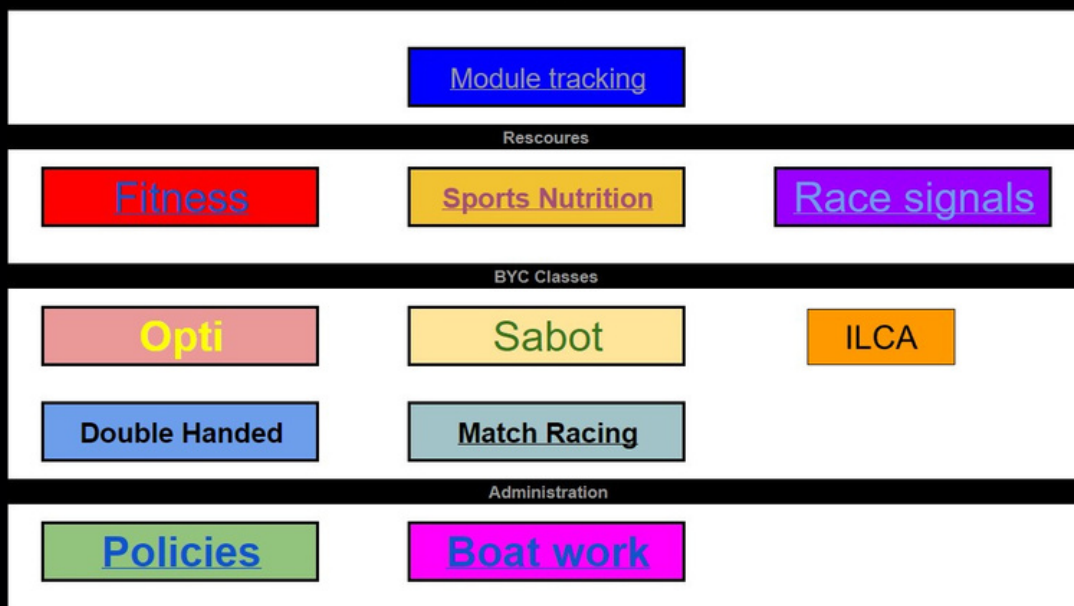 Module tracking
Rescoures
Fitness
Sports Nutrition
Race signals
BYC Classes
Opti
Sabot
ILCA
Double Handed
Match Racing
Administration
Policies
Boat work